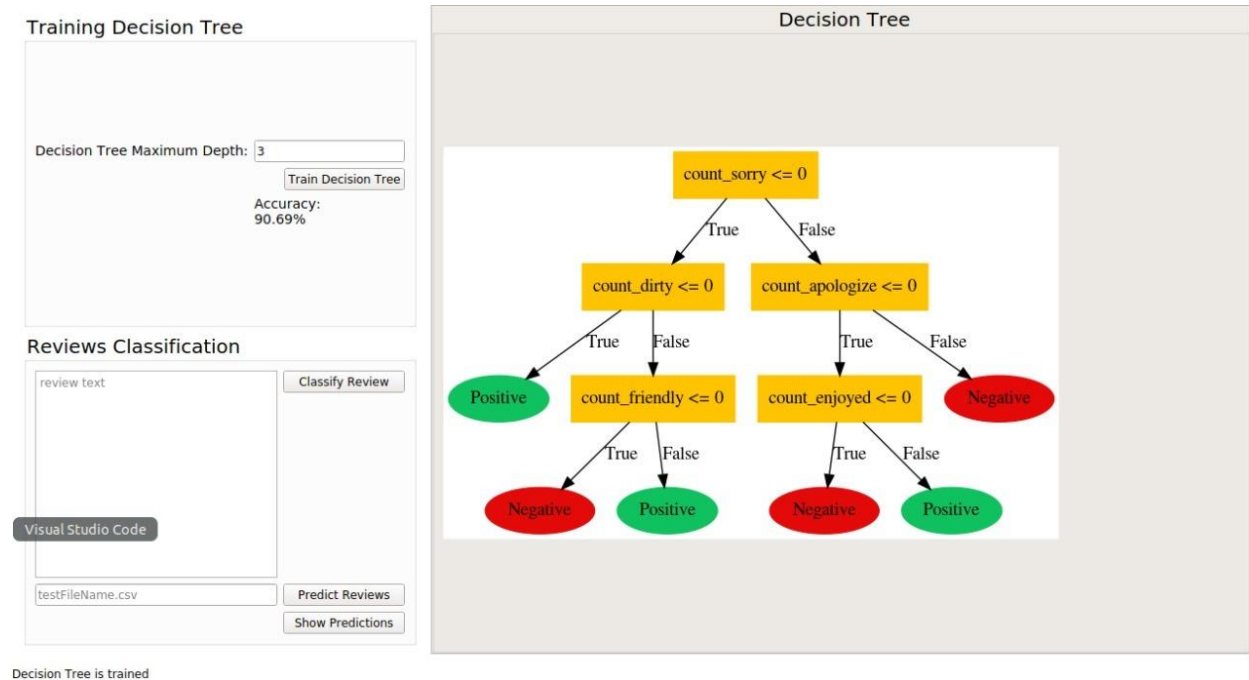 Training Decision Tree
Decision Tree Maximum Depth: 3
Train Decision Tree
Accuracy:
90.69%
Reviews Classification
review text
Classify Review
Visual Studio Code
testFileName.csv
Predict Reviews
Show Predictions
Decision Tree is trained
Decision Tree
count_sorry <= 0
True False
count_dirty <= 0 count_apologize <= 0
True False True False
Positive count_friendly <= 0 count_enjoyed <= 0 Negative
True False True False
Negative Positive Negative Positive